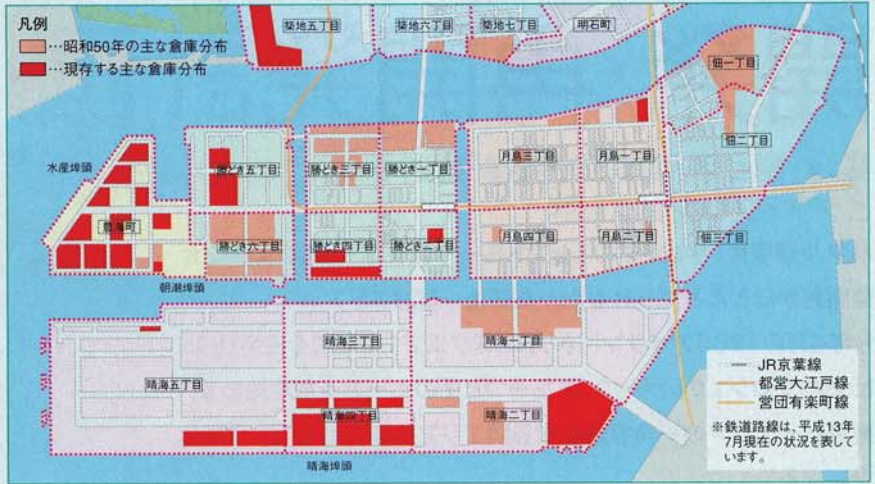 凡例
…昭和50年の主な倉庫分布
…現存する主な倉庫分布
築地五丁目
築地六丁目
築地七丁目
明石町
佃一丁目
佃二丁目
水産埠頭
勝どき五丁目
勝どき三丁目
勝どき一丁目
月島三丁目
月島一丁目
豊海町
勝どき六丁目
勝どき四丁目
勝どき二丁目
月島四丁目
月島二丁目
佃三丁目
朝潮埠頭
晴海三丁目
晴海一丁目
晴海五丁目
晴海四丁目
晴海二丁目
晴海埠頭
JR京葉線
都営大江戸線
営団有楽町線
※鉄道路線は、平成13年
7月現在の状況を表して
います。